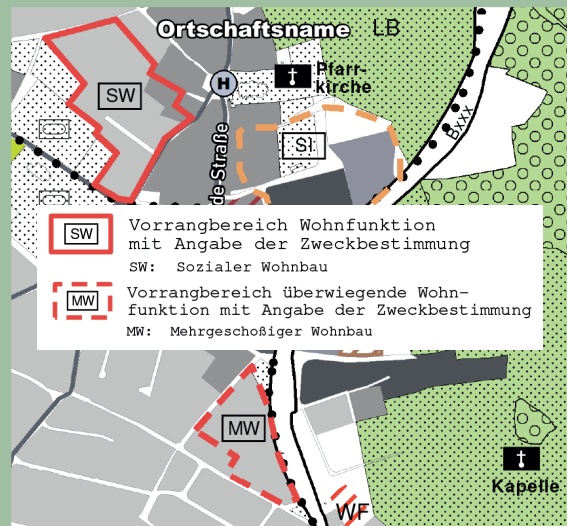 Ortschaftsname
LB
SW
H
Pfarr-
kirche
SI
Bxxx
de-Straße
SW
Vorrangbereich Wohnfunktion
mit Angabe der Zweckbestimmung
SW: Sozialer Wohnbau
MW
Vorrangbereich überwiegende Wohn-
funktion mit Angabe der Zweckbestimmung
MW: Mehrgeschoßiger Wohnbau
MW
Kapelle
WF